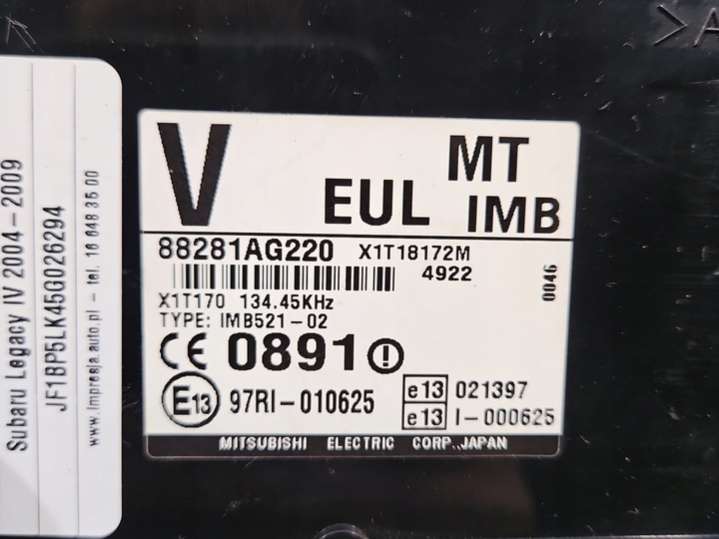 Subaru Legacy IV 2004 - 2009
JF1BP5LK45G026294
www.impresja.auto.pl - tel. 16 648 35 00
> A
V
EUL
MT
IMB
88281AG220 X1T18172M
4922
0046
X1T170 134.45KHz
TYPE: IMB521-02
CE 0891
E13 97RI-010625
e13 021397
e13 I-000625
MITSUBISHI ELECTRIC CORP.,JAPAN